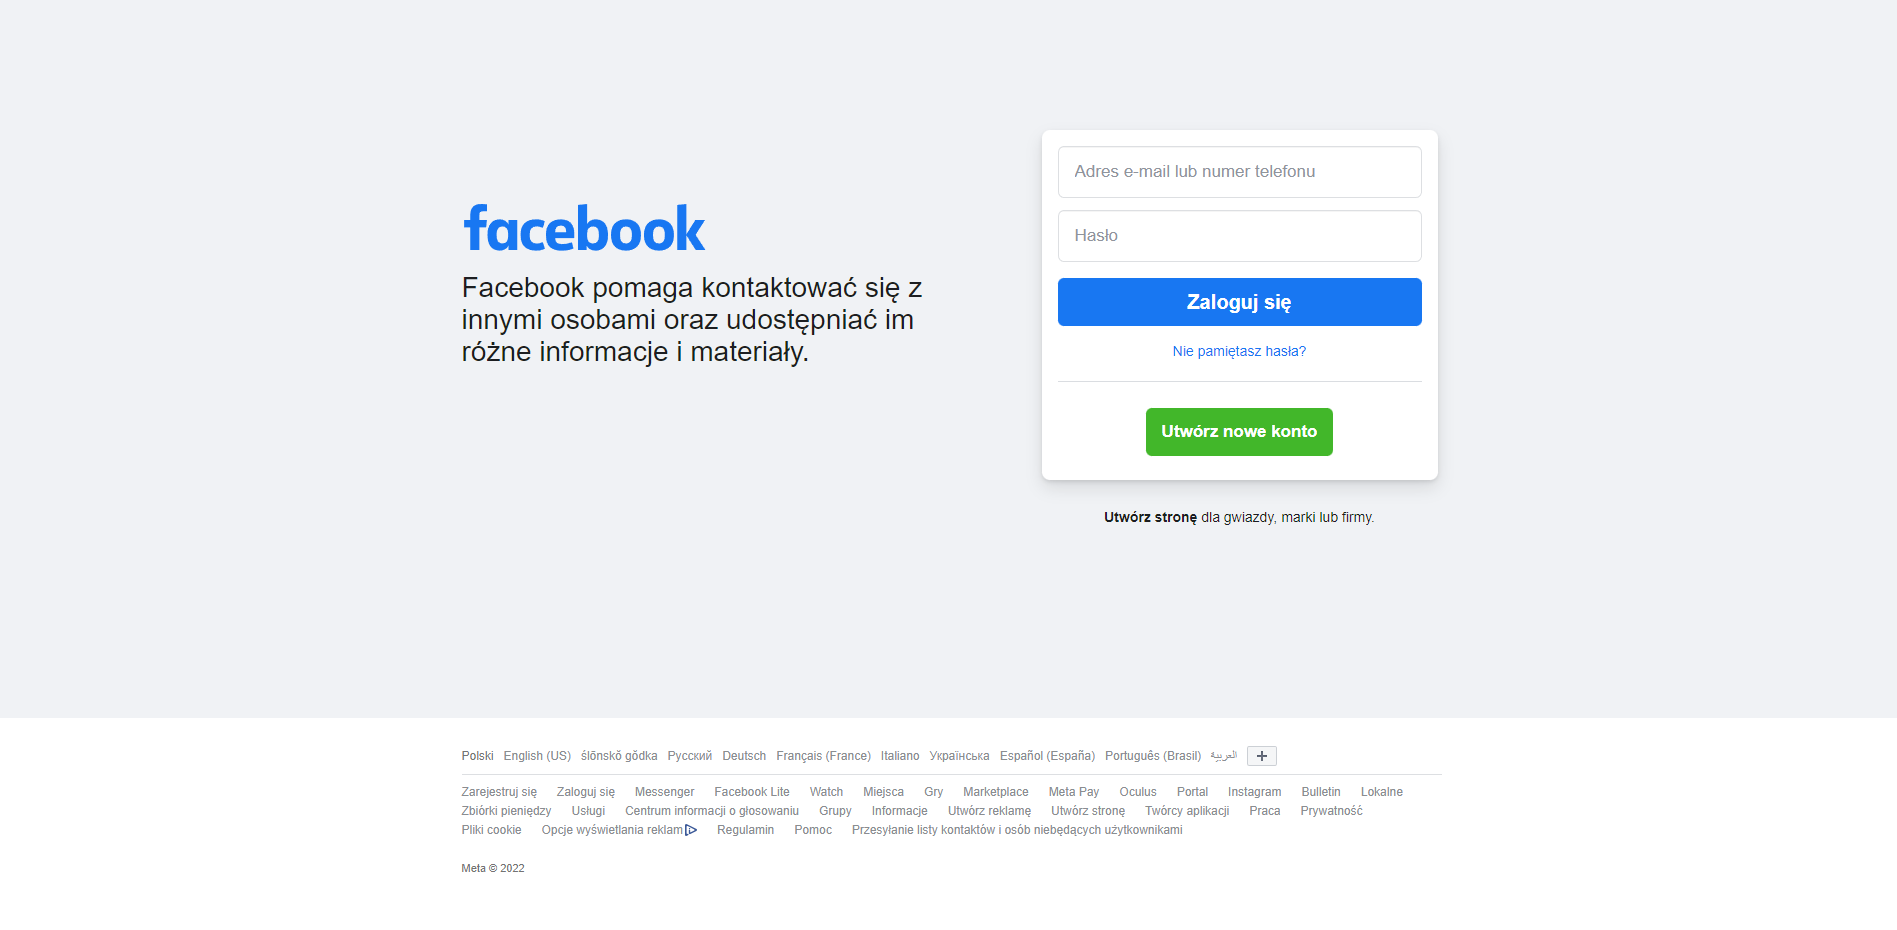 facebook
Facebook pomaga kontaktować się z
innymi osobami oraz udostępniać im
różne informacje i materiały.
Adres e-mail lub numer telefonu
Hasło
Zaloguj się
Nie pamiętasz hasła?
Utwórz nowe konto
Utwórz stronę dla gwiazdy, marki lub firmy.
Polski English (US) ślōnskŏ gŏdka Русский Deutsch Français (France) Italiano Українська Español (España) Português (Brasil) العربية
Zarejestruj się Zaloguj się Messenger Facebook Lite Watch Miejsca Gry Marketplace Meta Pay Oculus Portal Instagram Bulletin Lokalne
Zbiórki pieniędzy Usługi Centrum informacji o głosowaniu Grupy Informacje Utwórz reklamę Utwórz stronę Twórcy aplikacji Praca Prywatność
Pliki cookie Opcje wyświetlania reklam Regulamin Pomoc Przesyłanie listy kontaktów i osób niebędących użytkownikami
Meta © 2022